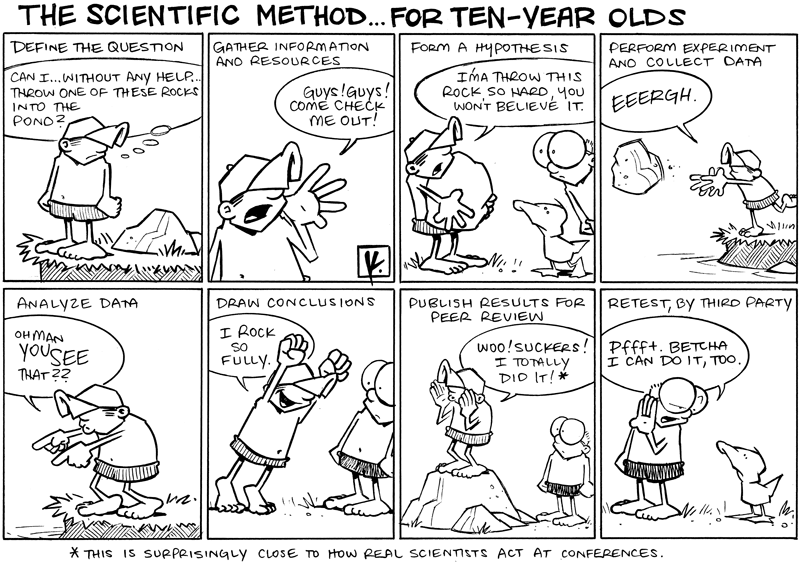 THE SCIENTIFIC METHOD...FOR TEN-YEAR OLDS
DEFINE THE QUESTION
CAN I...WITHOUT ANY HELP...
THROW ONE OF THESE ROCKS
INTO THE
POND?
GATHER INFORMATION
AND RESOURCES
GUYS! GUYS!
COME CHECK
ME OUT!
FORM A HYPOTHESIS
I'MA THROW THIS
ROCK SO HARD, YOU
WON'T BELIEVE IT.
PERFORM EXPERIMENT
AND COLLECT DATA
EEERGH.
ANALYZE DATA
OH MAN
YOU SEE
THAT??
DRAW CONCLUSIONS
I ROCK
SO
FULLY.
PUBLISH RESULTS FOR
PEER REVIEW
WOO! SUCKERS!
I TOTALLY
DID IT!*
RETEST, BY THIRD PARTY
Pffft. BETCHA
I CAN DO IT, TOO.
*THIS IS SURPRISINGLY CLOSE TO HOW REAL SCIENTISTS ACT AT CONFERENCES.